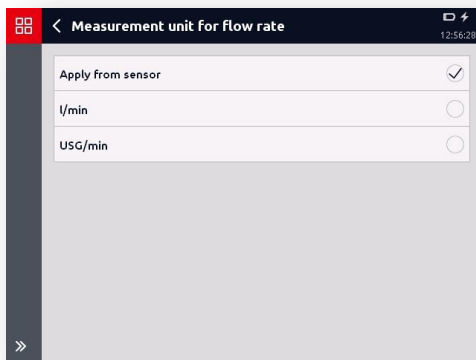 Measurement unit for flow rate
12:56:28
Apply from sensor
l/min
USG/min